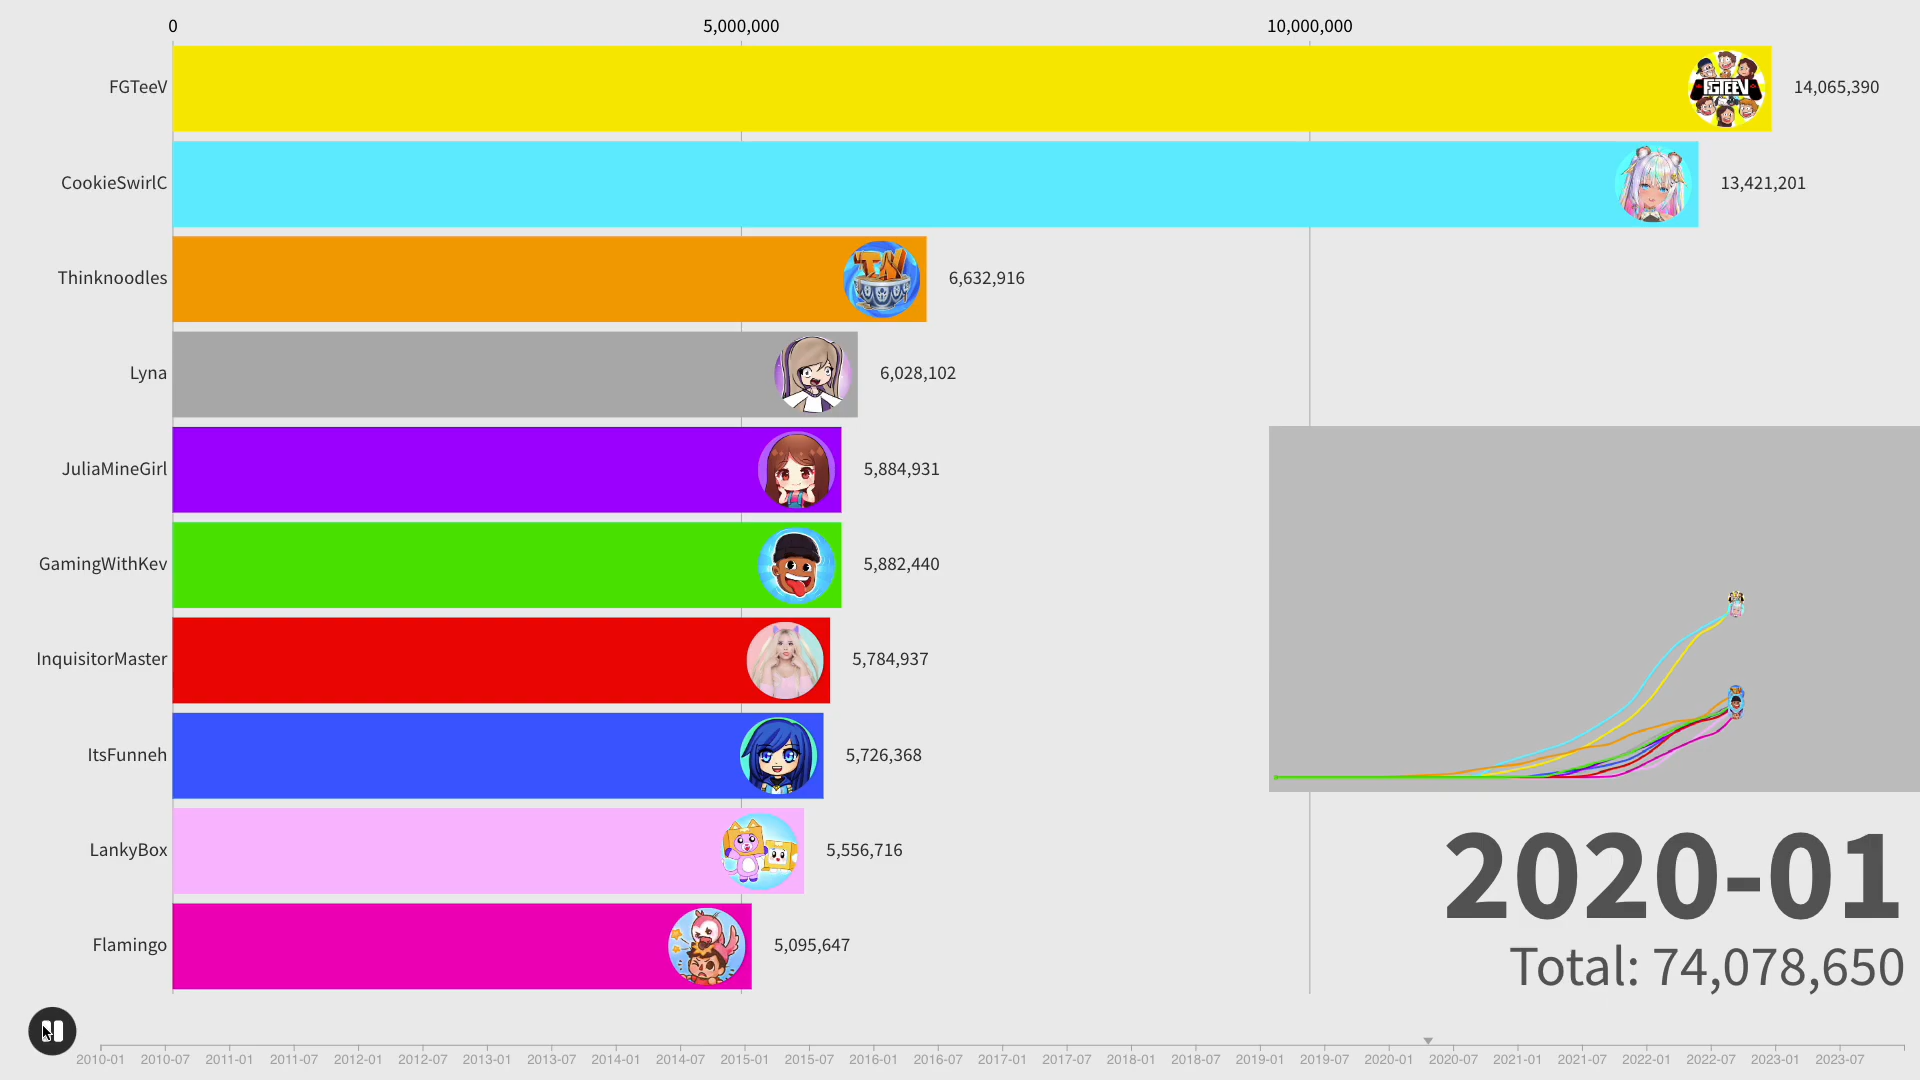 0 5,000,000 10,000,000
FGTeeV FGTEEV 14,065,390
CookieSwirlC 13,421,201
Thinknoodles TN 6,632,916
Lyna 6,028,102
JuliaMineGirl 5,884,931
GamingWithKev 5,882,440
InquisitorMaster 5,784,937
ItsFunneh 5,726,368
LankyBox 5,556,716
Flamingo 5,095,647
2020-01
Total: 74,078,650
2010-01 2010-07 2011-01 2011-07 2012-01 2012-07 2013-01 2013-07 2014-01 2014-07 2015-01 2015-07 2016-01 2016-07 2017-01 2017-07 2018-01 2018-07 2019-01 2019-07 2020-01 2020-07 2021-01 2021-07 2022-01 2022-07 2023-01 2023-07